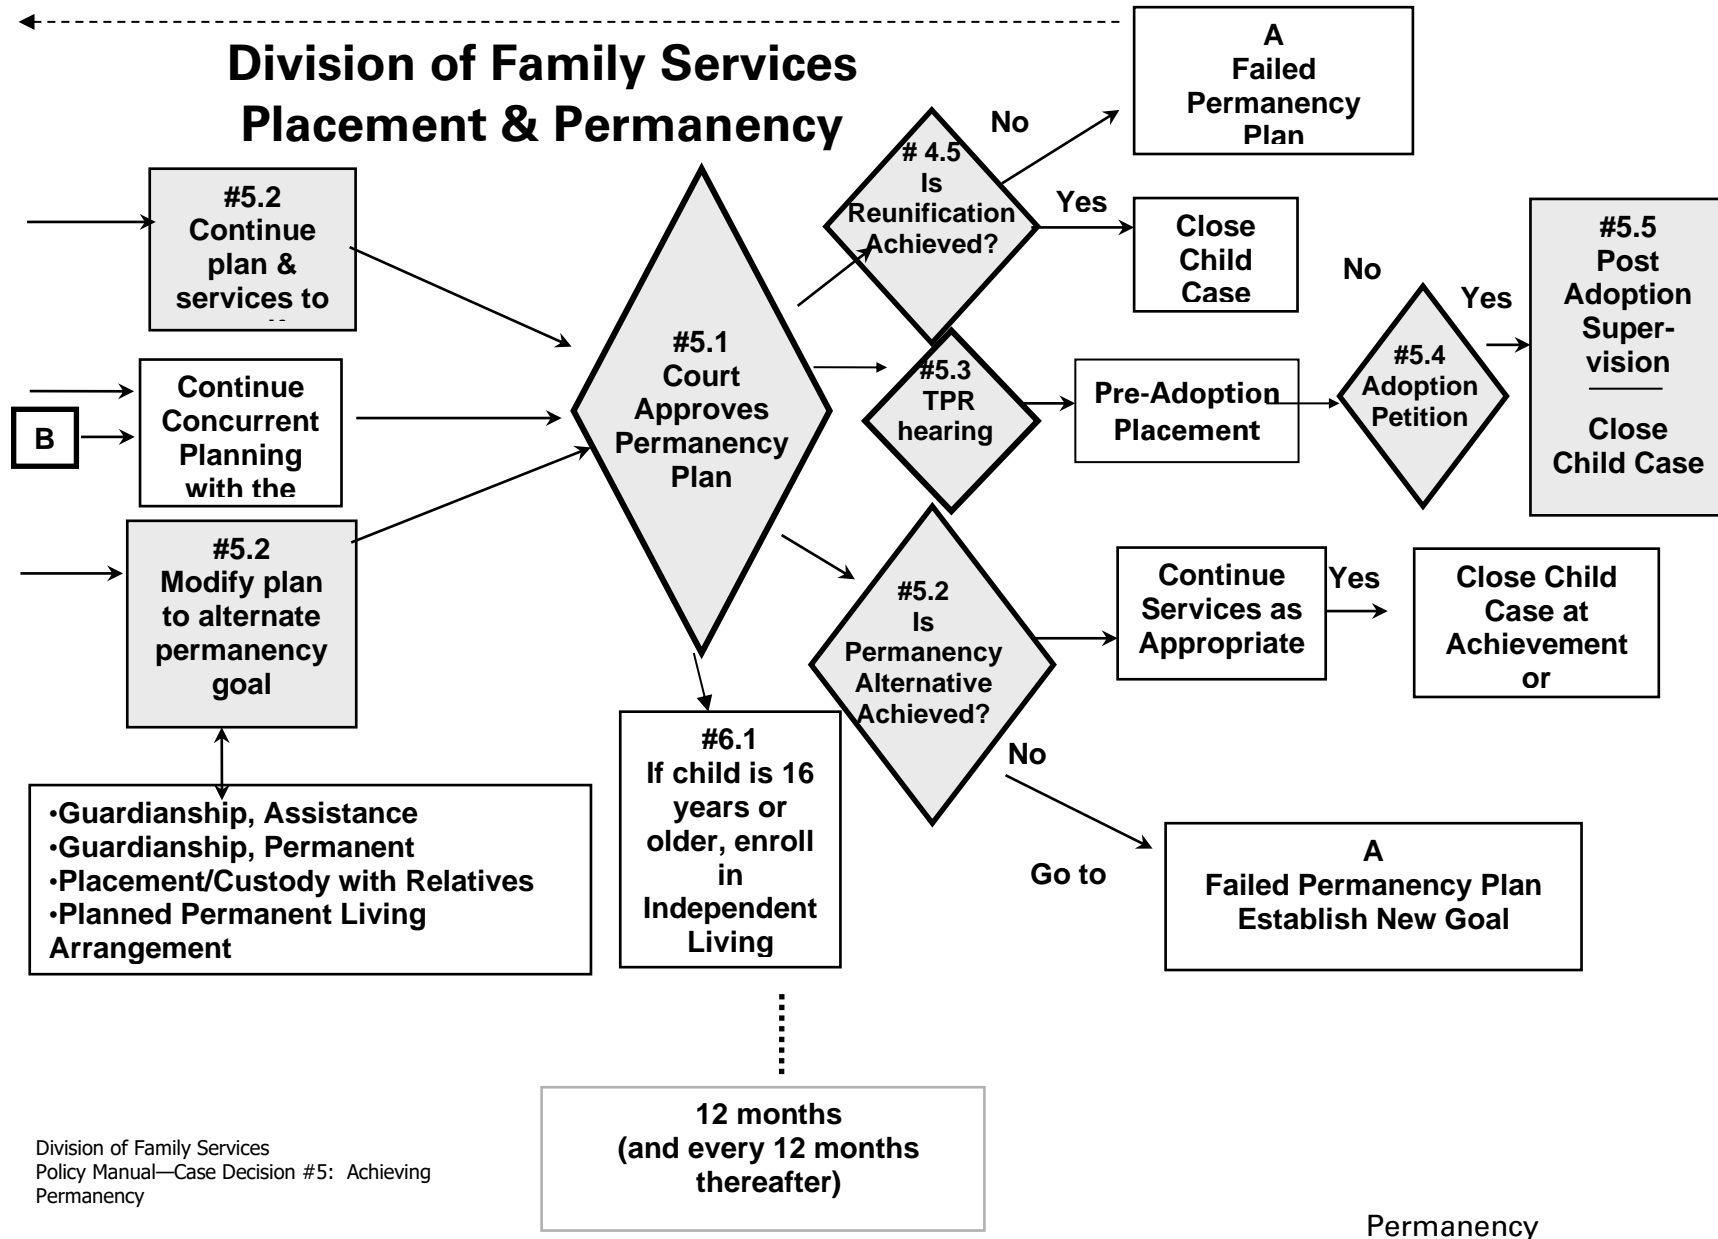 Division of Family Services
Placement & Permanency
A
Failed
Permanency
Plan
No
# 4.5
Is
Reunification
Achieved?
Yes
Close
Child
Case
#5.2
Continue
plan &
services to
Continue
Concurrent
Planning
with the
B
#5.2
Modify plan
to alternate
permanency
goal
•Guardianship, Assistance
•Guardianship, Permanent
•Placement/Custody with Relatives
•Planned Permanent Living
Arrangement
#5.1
Court
Approves
Permanency
Plan
#5.3
TPR
hearing
Pre-Adoption
Placement
No
#5.4
Adoption
Petition
Yes
#5.5
Post
Adoption
Super-
vision
Close
Child Case
#5.2
Is
Permanency
Alternative
Achieved?
Continue
Services as
Appropriate
Yes
Close Child
Case at
Achievement
or
No
Go to
A
Failed Permanency Plan
Establish New Goal
#6.1
If child is 16
years or
older, enroll
in
Independent
Living
12 months
(and every 12 months
thereafter)
Division of Family Services
Policy Manual—Case Decision #5: Achieving
Permanency
Permanency